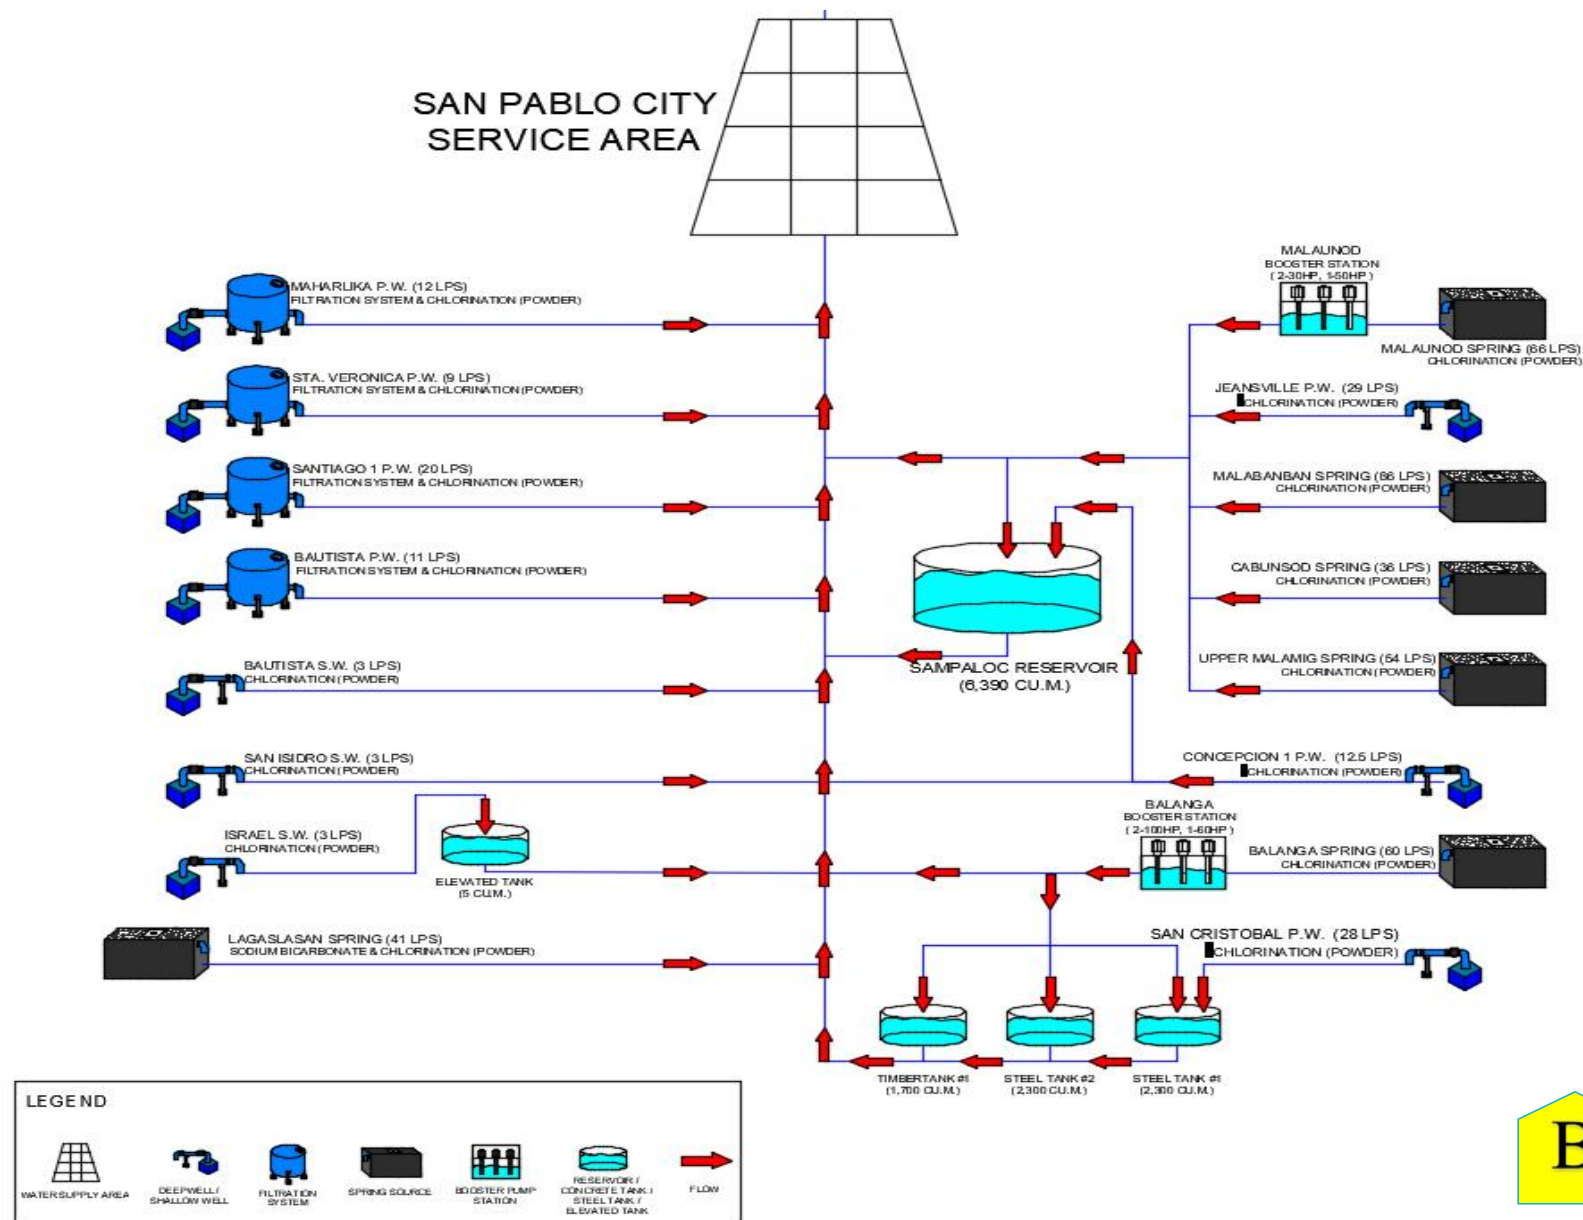 SAN PABLO CITY
SERVICE AREA
MAHARLIKA P.W. (12 LPS)
FILTRATION SYSTEM & CHLORINATION (POWDER)
STA. VERONICA P.W. (9 LPS)
FILTRATION SYSTEM & CHLORINATION (POWDER)
SANTIAGO 1 P.W. (20 LPS)
FILTRATION SYSTEM & CHLORINATION (POWDER)
BAUTISTA P.W. (11 LPS)
FILTRATION SYSTEM & CHLORINATION (POWDER)
BAUTISTA S.W. (3 LPS)
CHLORINATION (POWDER)
SAN ISIDRO S.W. (3 LPS)
CHLORINATION (POWDER)
ISRAEL S.W. (3 LPS)
CHLORINATION (POWDER)
ELEVATED TANK
(5 CU.M.)
LAGASLASAN SPRING (41 LPS)
SODIUM BICARBONATE & CHLORINATION (POWDER)
MALAUNOD
BOOSTER STATION
( 2-30HP, 1-50HP )
MALAUNOD SPRING (66 LPS)
CHLORINATION (POWDER)
JEANSVILLE P.W. (29 LPS)
CHLORINATION (POWDER)
MALABANBAN SPRING (66 LPS)
CHLORINATION (POWDER)
CABUNSOD SPRING (36 LPS)
CHLORINATION (POWDER)
UPPER MALAMIG SPRING (54 LPS)
CHLORINATION (POWDER)
SAMPALOC RESERVOIR
(6,390 CU.M.)
CONCEPCION 1 P.W. (12.5 LPS)
CHLORINATION (POWDER)
BALANGA
BOOSTER STATION
( 2-100HP, 1-60HP )
BALANGA SPRING (60 LPS)
CHLORINATION (POWDER)
SAN CRISTOBAL P.W. (28 LPS)
CHLORINATION (POWDER)
TIMBERTANK #1
(1,700 CU.M.)
STEEL TANK #2
(2,300 CU.M.)
STEEL TANK #1
(2,300 CU.M.)
LEGEND
WATER SUPPLY AREA
DEEPWELL /
SHALLOW WELL
FILTRATION
SYSTEM
SPRING SOURCE
BOOSTER PUMP
STATION
RESERVOIR /
CONCRETE TANK /
STEEL TANK /
ELEVATED TANK
FLOW
B